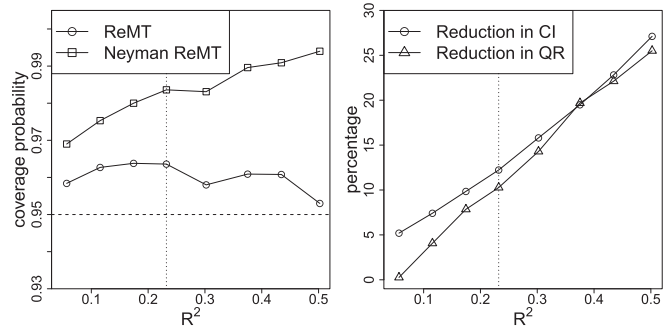 ReMT
Neyman ReMT
coverage probability
0.93
0.95
0.97
0.99
0.1
0.2
0.3
0.4
0.5
R²
Reduction in CI
Reduction in QR
percentage
0
5
10
15
20
25
30
0.1
0.2
0.3
0.4
0.5
R²